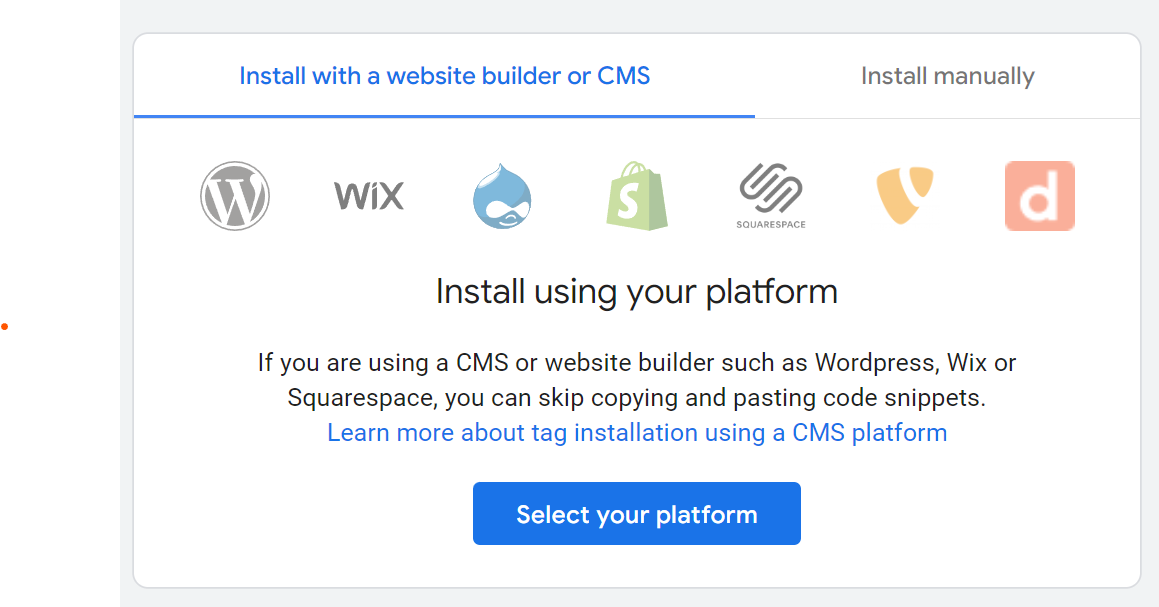 Install with a website builder or CMS
Install manually
W
WiX
S
SQUARESPACE
d
Install using your platform
If you are using a CMS or website builder such as Wordpress, Wix or
Squarespace, you can skip copying and pasting code snippets.
Learn more about tag installation using a CMS platform
Select your platform